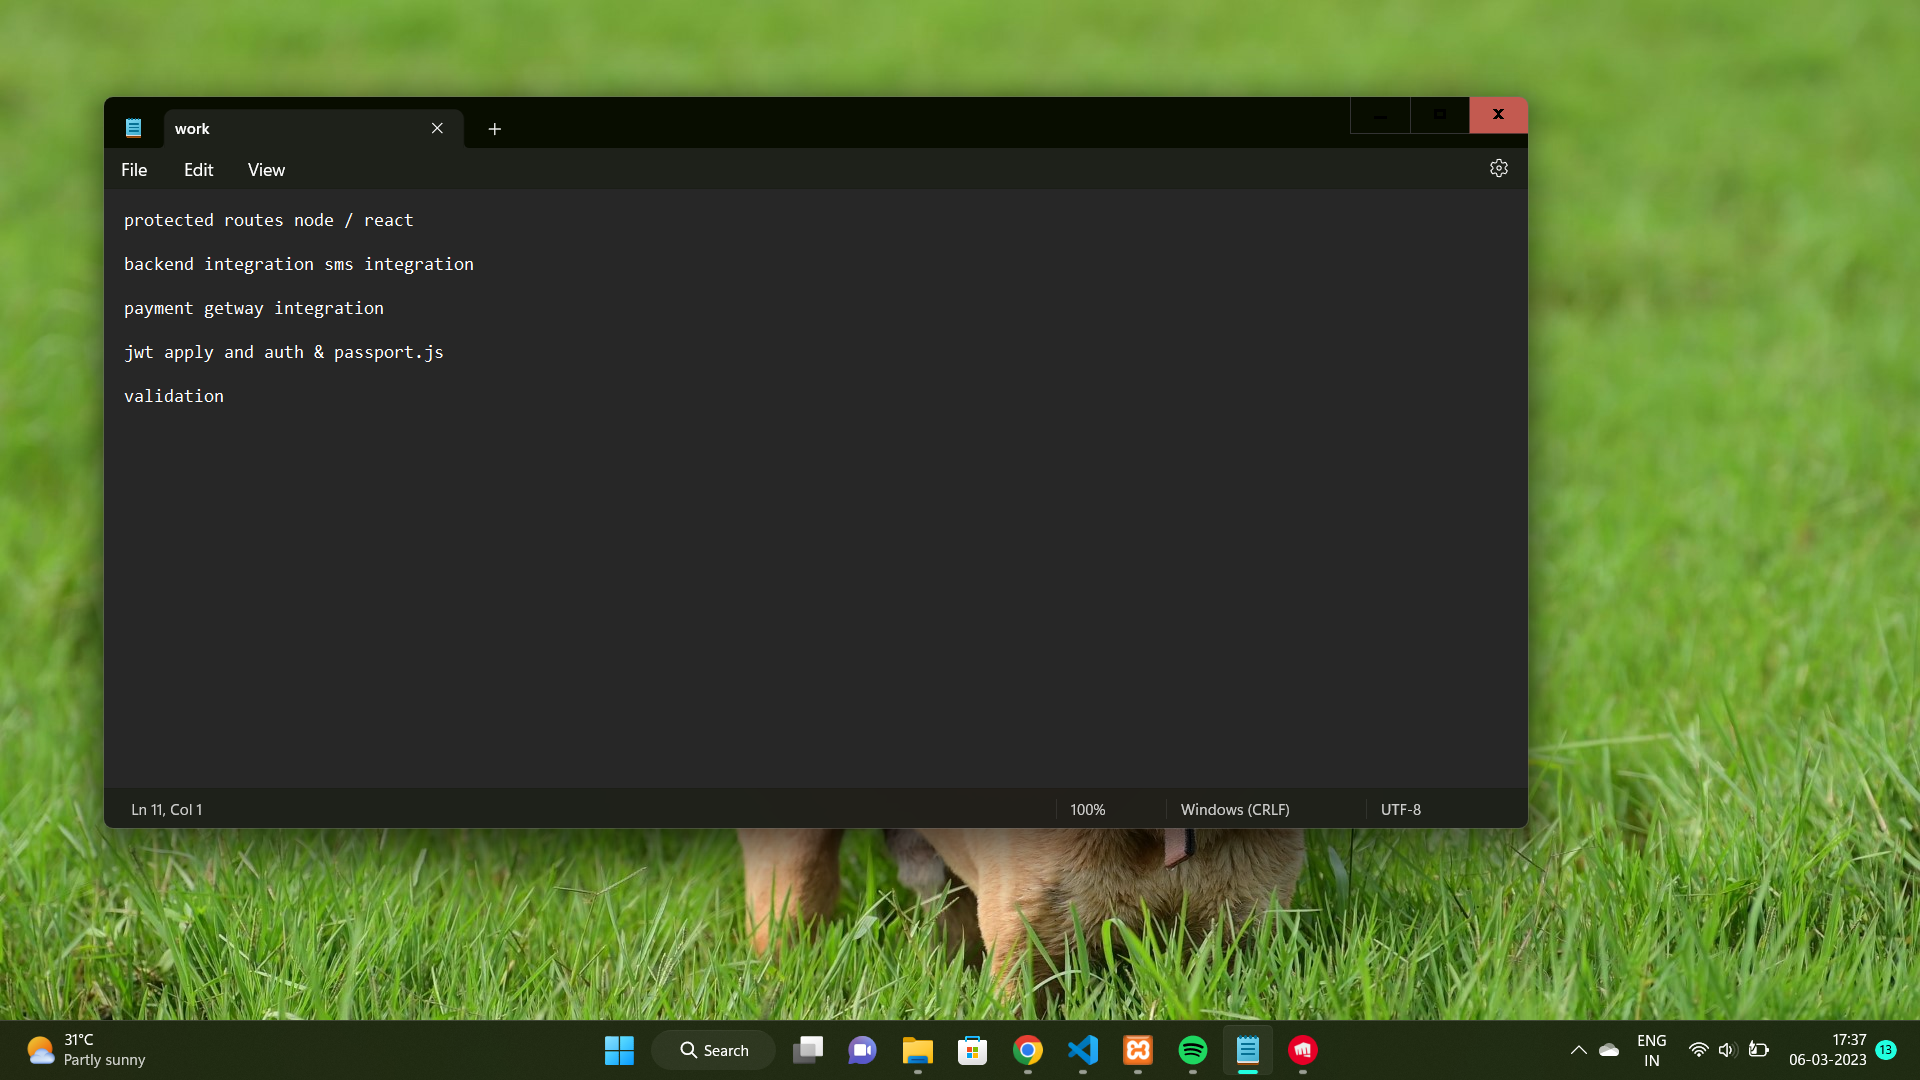 work
File Edit View
protected routes node / react
backend integration sms integration
payment getway integration
jwt apply and auth & passport.js
validation
Ln 11, Col 1 100% Windows (CRLF) UTF-8
31°C
Partly sunny
Search
ENG
IN
17:37
06-03-2023
13